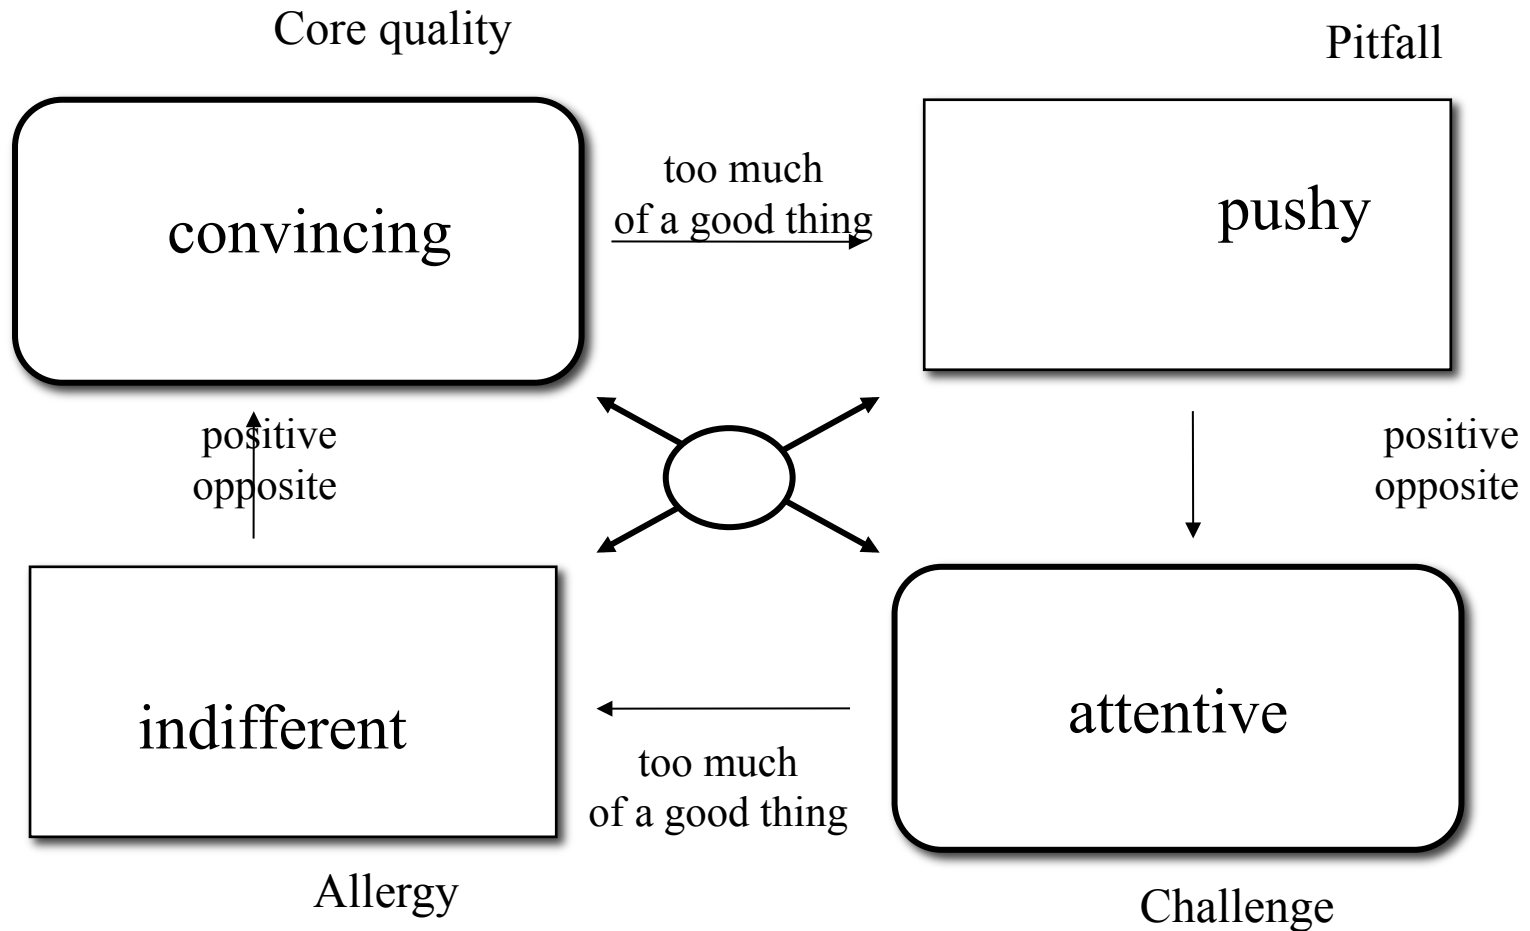 Core quality
Pitfall
too much
of a good thing
convincing
pushy
positive
opposite
positive
opposite
indifferent
attentive
too much
of a good thing
Allergy
Challenge